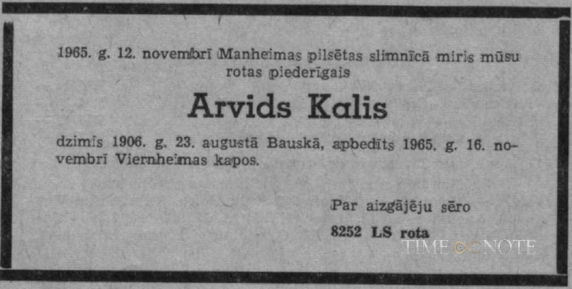 1965. g. 12. novembrī Manheimas pilsētas slimnīcā miris mūsu
rotas piederīgais
Arvids Kalis
dzimis 1906. g. 23. augustā Bauskā, apbedīts 1965. g. 16. no-
vembrī Viernheimas kapos.
Par aizgājēju sēro
8252 LS rota
TIME NOTE